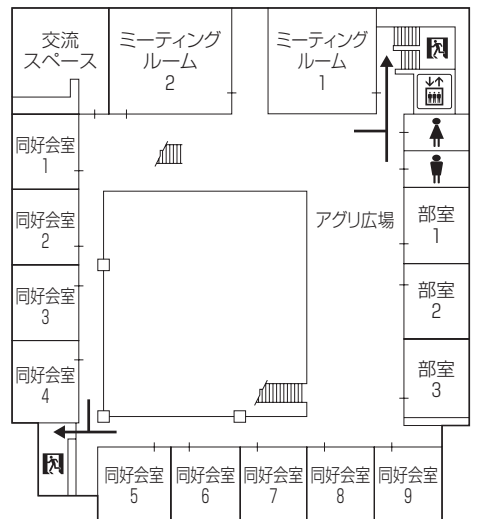 交流
スペース
ミーティング
ルーム
2
ミーティング
ルーム
1
同好会室
1
同好会室
2
同好会室
3
同好会室
4
アグリ広場
部室
1
部室
2
部室
3
同好会室
5
同好会室
6
同好会室
7
同好会室
8
同好会室
9